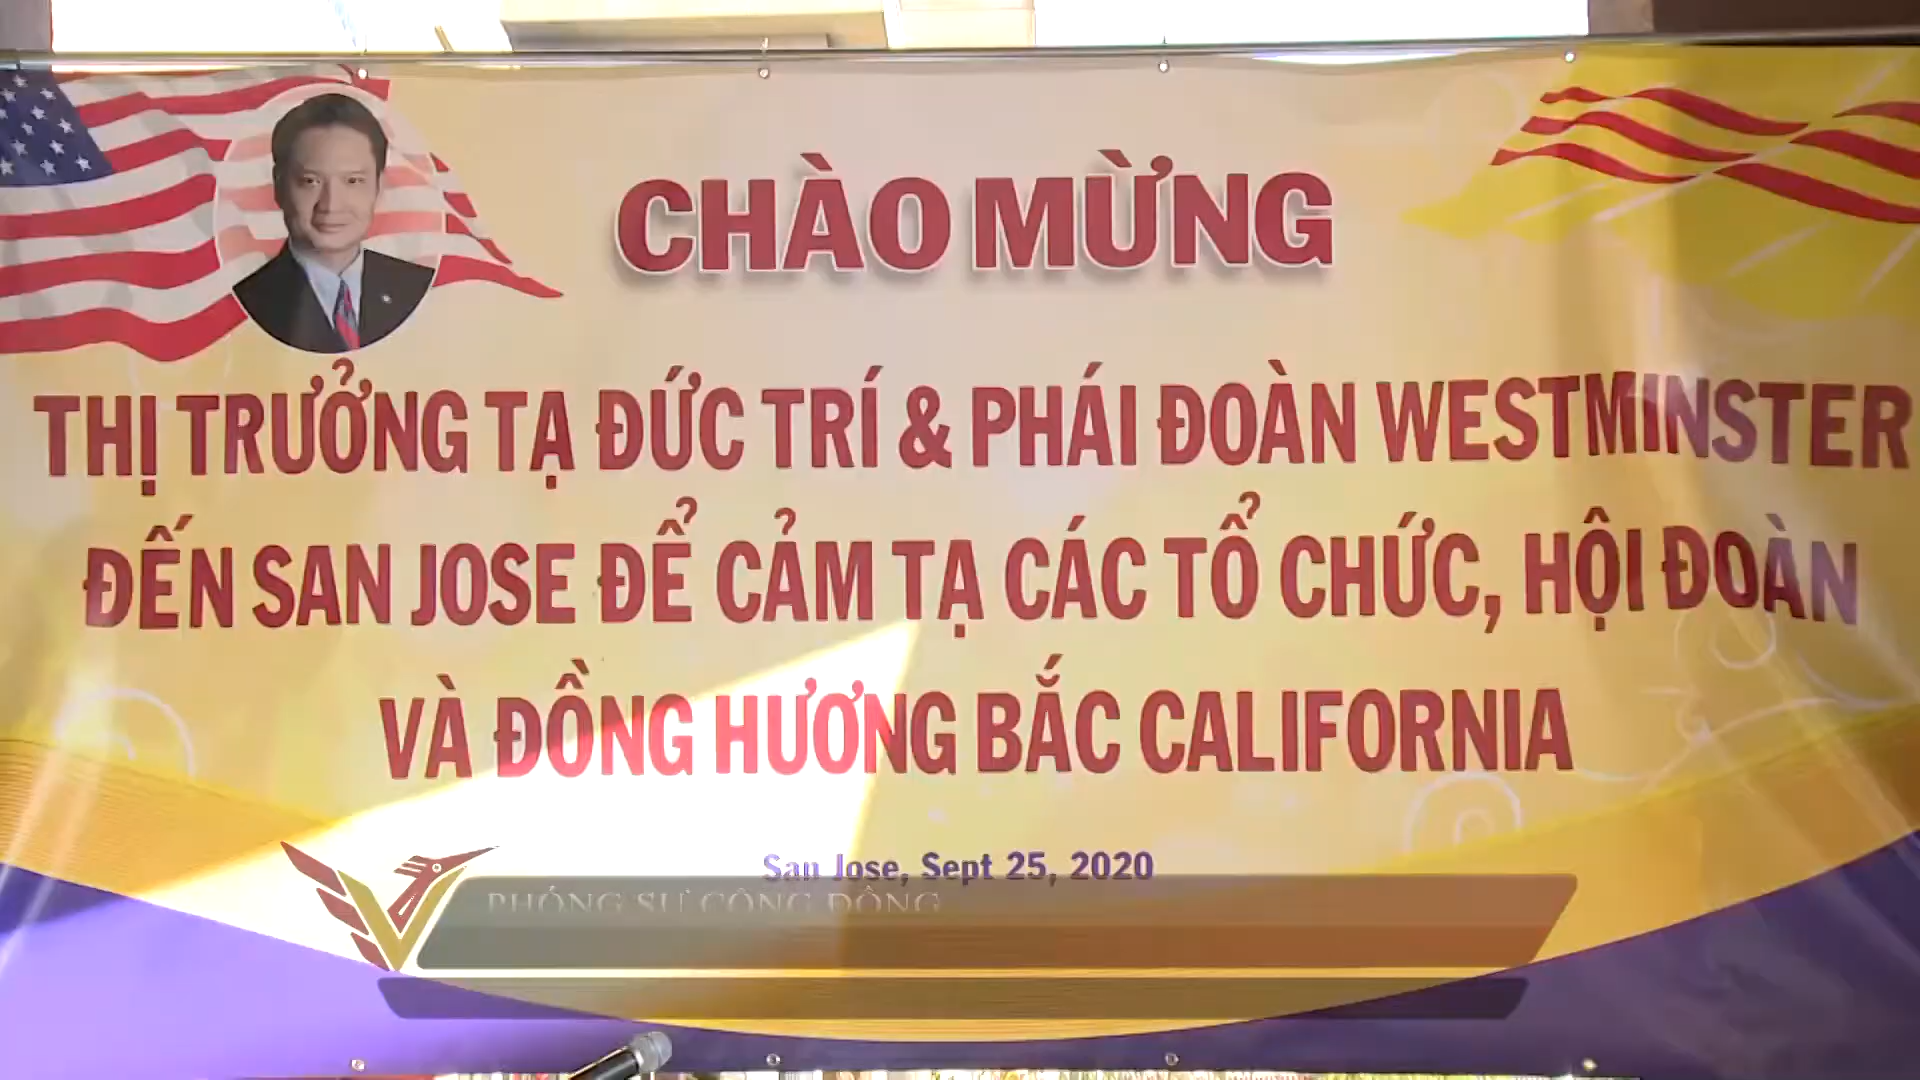 CHÀO MỪNG
THỊ TRƯỞNG TẠ ĐỨC TRÍ & PHÁI ĐOÀN WESTMINSTER
ĐẾN SAN JOSE ĐỂ CẢM TẠ CÁC TỔ CHỨC, HỘI ĐOÀN
VÀ ĐỒNG HƯƠNG BẮC CALIFORNIA
San Jose, Sept 25, 2020
PHÓNG SỰ CỘNG ĐỒNG